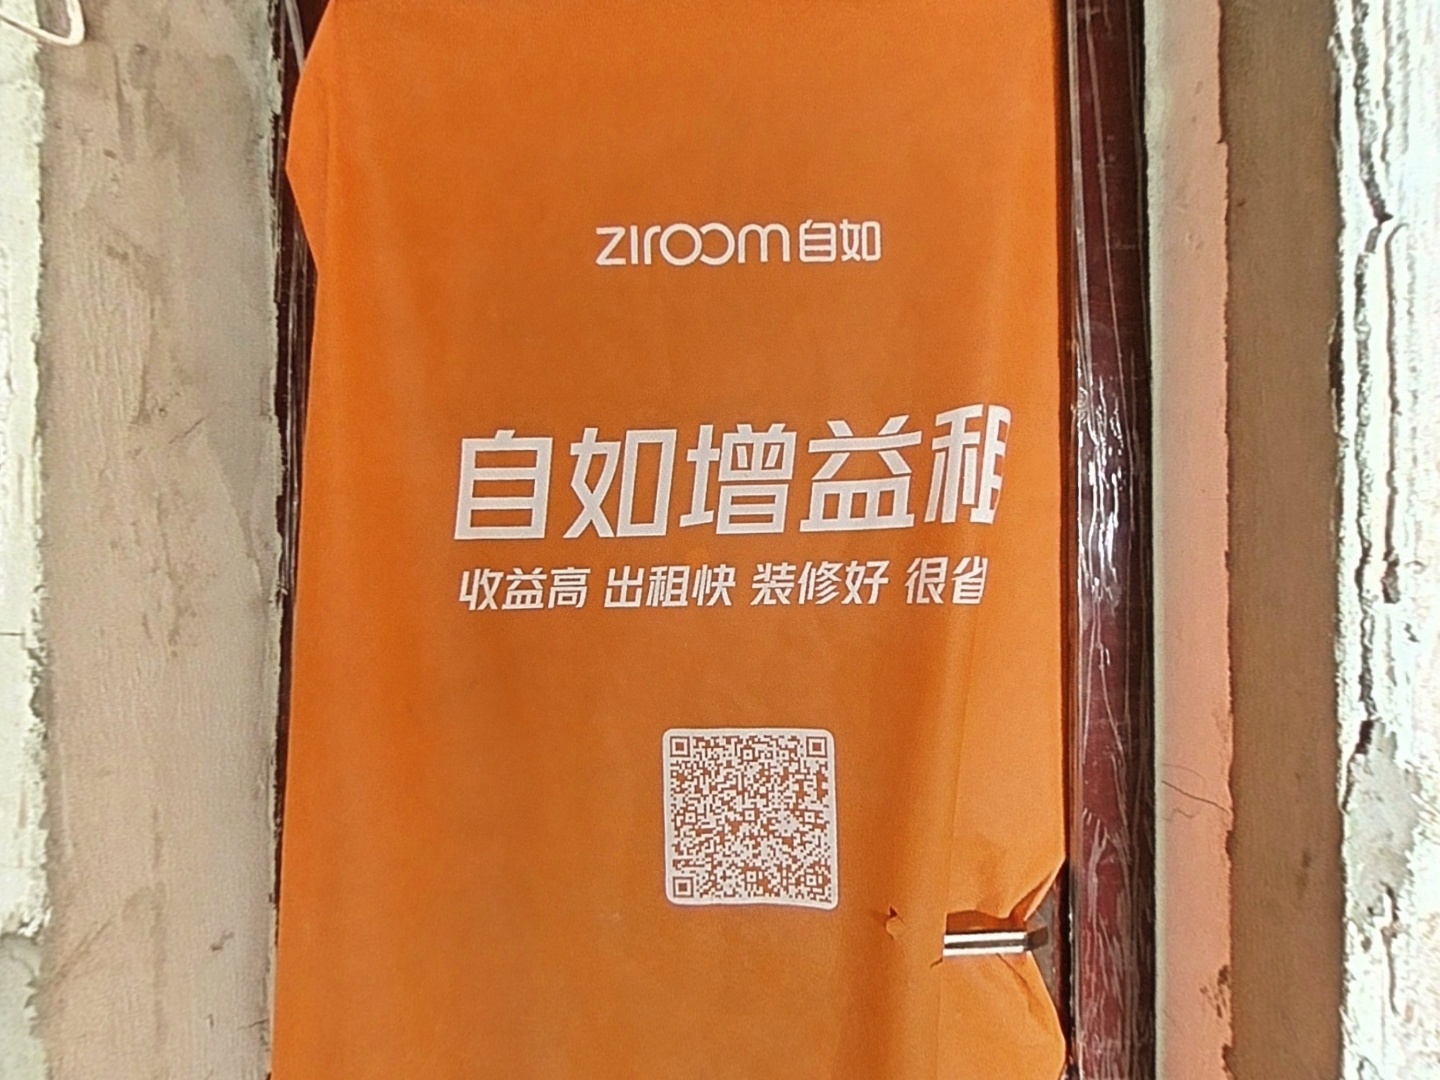 ziroom自如
自如增益租
收益高 出租快 装修好 很省